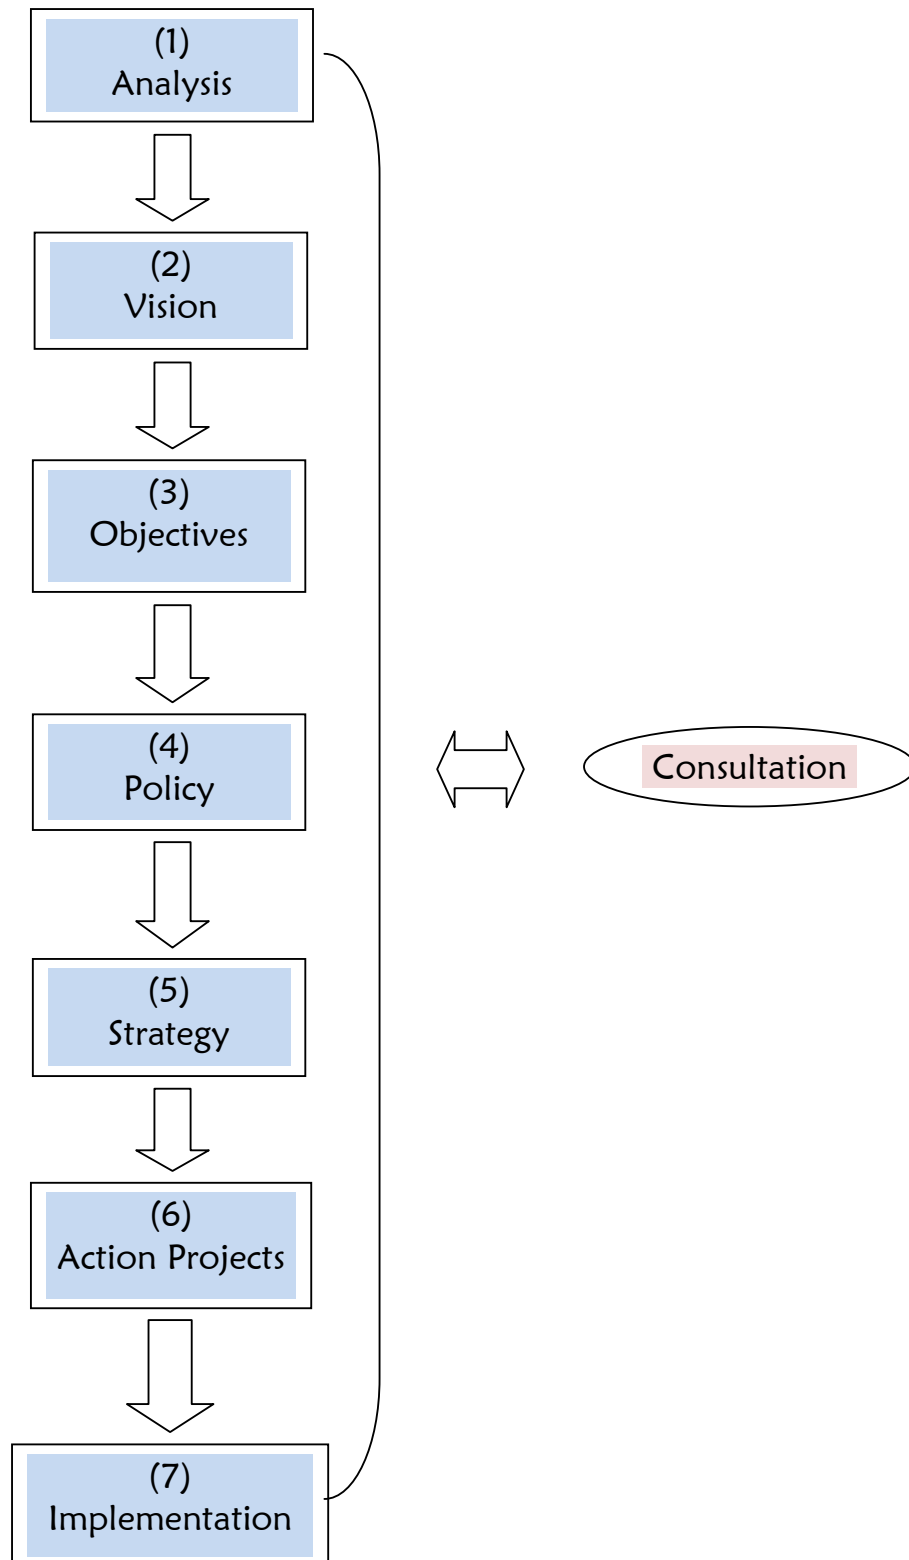 (1)
Analysis
(2)
Vision
(3)
Objectives
(4)
Policy
Consultation
(5)
Strategy
(6)
Action Projects
(7)
Implementation